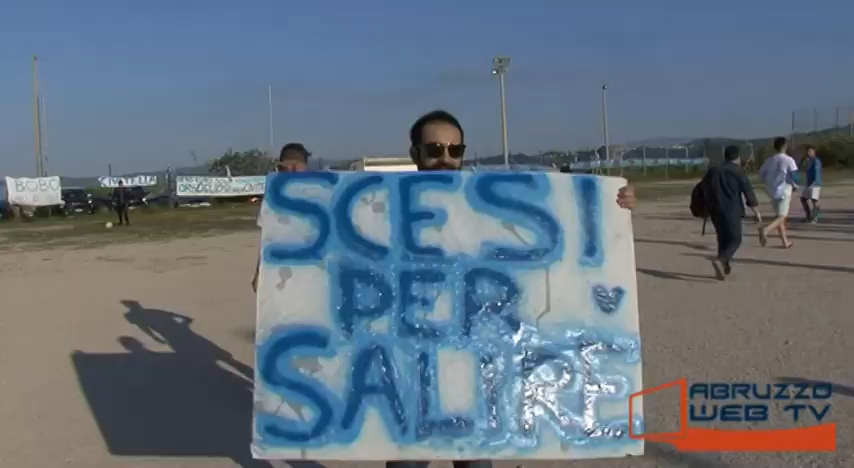 BOBO
SCESI
PER
SALIRE...
ABRUZZO
WEB TV